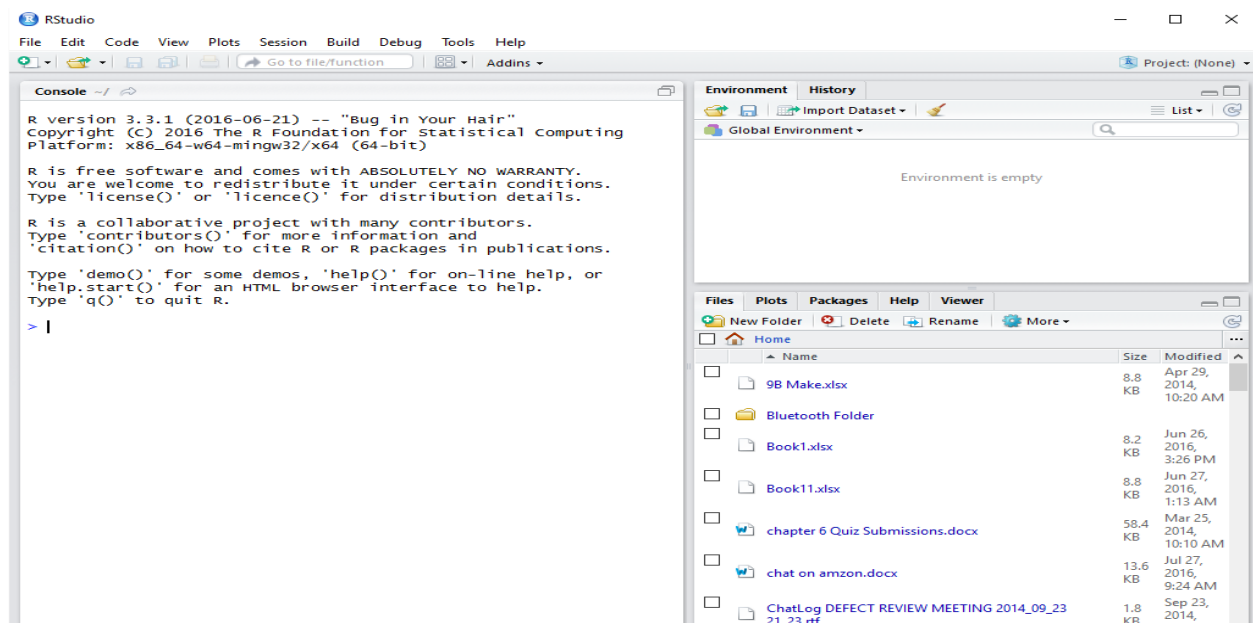 RStudio
File Edit Code View Plots Session Build Debug Tools Help
Go to file/function Addins Project: (None)
Console ~/
R version 3.3.1 (2016-06-21) -- "Bug in Your Hair"
Copyright (C) 2016 The R Foundation for Statistical Computing
Platform: x86_64-w64-mingw32/x64 (64-bit)
R is free software and comes with ABSOLUTELY NO WARRANTY.
You are welcome to redistribute it under certain conditions.
Type 'license()' or 'licence()' for distribution details.
R is a collaborative project with many contributors.
Type 'contributors()' for more information and
'citation()' on how to cite R or R packages in publications.
Type 'demo()' for some demos, 'help()' for on-line help, or
'help.start()' for an HTML browser interface to help.
Type 'q()' to quit R.
>
Environment History
Import Dataset List
Global Environment
Environment is empty
Files Plots Packages Help Viewer
New Folder Delete Rename More
Home ...
Name Size Modified
9B Make.xlsx 8.8 KB Apr 29, 2014, 10:20 AM
Bluetooth Folder
Book1.xlsx 8.2 KB Jun 26, 2016, 3:26 PM
Book11.xlsx 8.8 KB Jun 27, 2016, 1:13 AM
chapter 6 Quiz Submissions.docx 58.4 KB Mar 25, 2014, 10:10 AM
chat on amzon.docx 13.6 KB Jul 27, 2016, 9:24 AM
ChatLog DEFECT REVIEW MEETING 2014_09_23 1.8 KB Sep 23, 2014,
21_23.rtf